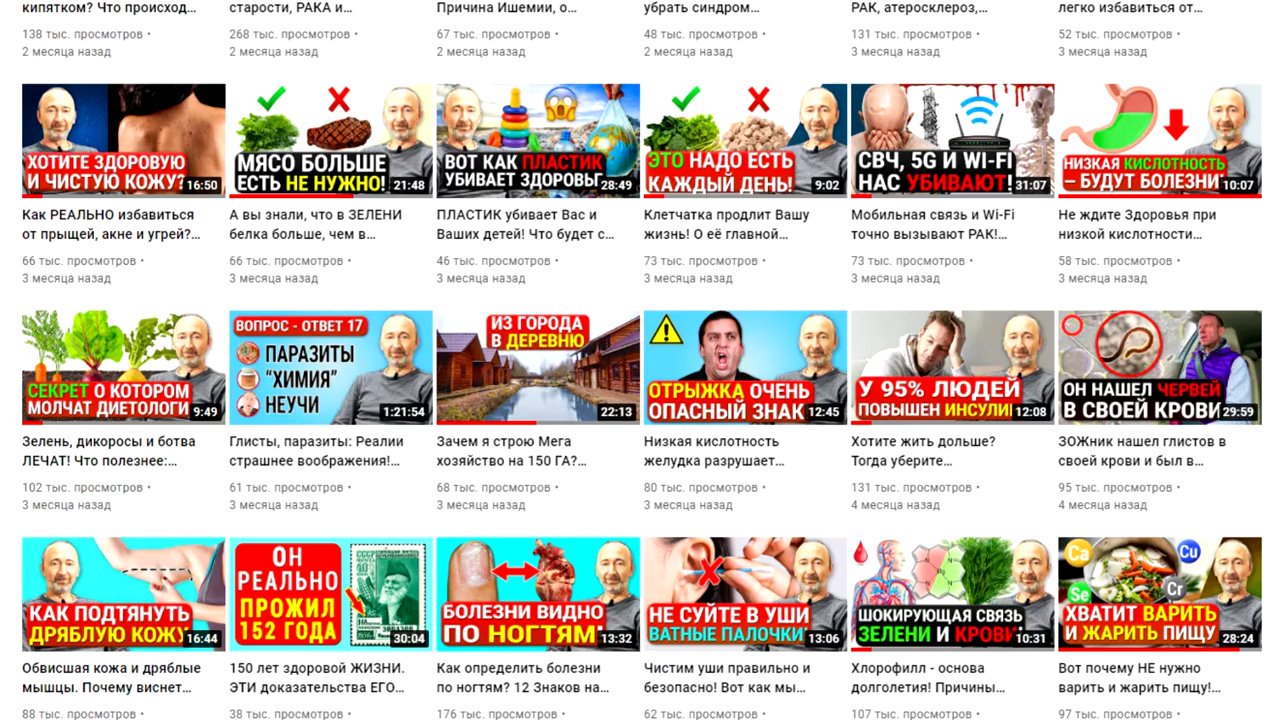 кипятком? Что происход...
старости, РАКА и...
Причина Ишемии, о...
убрать синдром...
РАК, атеросклероз,...
легко избавиться от...
138 тыс. просмотров •
2 месяца назад
268 тыс. просмотров •
2 месяца назад
67 тыс. просмотров •
2 месяца назад
48 тыс. просмотров •
2 месяца назад
131 тыс. просмотров •
3 месяца назад
52 тыс. просмотров •
3 месяца назад
ХОТИТЕ ЗДОРОВУЮ
И ЧИСТУЮ КОЖУ?
16:50
МЯСО БОЛЬШЕ
ЕСТЬ НЕ НУЖНО!
21:48
ВОТ КАК ПЛАСТИК
УБИВАЕТ ЗДОРОВЬЕ
28:49
ЭТО НАДО ЕСТЬ
КАЖДЫЙ ДЕНЬ!
9:02
СВЧ, 5G И WI-FI
НАС УБИВАЮТ!
31:07
НИЗКАЯ КИСЛОТНОСТЬ
– БУДУТ БОЛЕЗНИ
10:07
Как РЕАЛЬНО избавиться
от прыщей, акне и угрей?...
66 тыс. просмотров •
3 месяца назад
А вы знали, что в ЗЕЛЕНИ
белка больше, чем в...
66 тыс. просмотров •
3 месяца назад
ПЛАСТИК убивает Вас и
Ваших детей! Что будет с...
46 тыс. просмотров •
3 месяца назад
Клетчатка продлит Вашу
жизнь! О её главной...
73 тыс. просмотров •
3 месяца назад
Мобильная связь и Wi-Fi
точно вызывают РАК!...
73 тыс. просмотров •
3 месяца назад
Не ждите Здоровья при
низкой кислотности...
58 тыс. просмотров •
3 месяца назад
СЕКРЕТ О КОТОРОМ
МОЛЧАТ ДИЕТОЛОГИ
9:49
ВОПРОС - ОТВЕТ 17
ПАРАЗИТЫ
"ХИМИЯ"
НЕУЧИ
1:21:54
ИЗ ГОРОДА
В ДЕРЕВНЮ
22:13
ОТРЫЖКА ОЧЕНЬ
ОПАСНЫЙ ЗНАК
12:45
У 95% ЛЮДЕЙ
ПОВЫШЕН ИНСУЛИН
12:08
ОН НАШЕЛ ЧЕРВЕЙ
В СВОЕЙ КРОВИ
29:59
Зелень, дикоросы и ботва
ЛЕЧАТ! Что полезнее:...
102 тыс. просмотров •
3 месяца назад
Глисты, паразиты: Реалии
страшнее воображения!...
61 тыс. просмотров •
3 месяца назад
Зачем я строю Мега
хозяйство на 150 ГА?...
68 тыс. просмотров •
3 месяца назад
Низкая кислотность
желудка разрушает...
80 тыс. просмотров •
3 месяца назад
Хотите жить дольше?
Тогда уберите...
131 тыс. просмотров •
4 месяца назад
ЗОЖник нашел глистов в
своей крови и был в...
95 тыс. просмотров •
4 месяца назад
КАК ПОДТЯНУТЬ
ДРЯБЛУЮ КОЖУ
16:44
ОН
РЕАЛЬНО
ПРОЖИЛ
152 ГОДА
СССР
30:04
БОЛЕЗНИ ВИДНО
ПО НОГТЯМ!
13:32
НЕ СУЙТЕ В УШИ
ВАТНЫЕ ПАЛОЧКИ
13:06
N
N
N
N
ШОКИРУЮЩАЯ СВЯЗЬ
ЗЕЛЕНИ И КРОВИ
10:31
Ca
Cu
Se
Cr
ХВАТИТ ВАРИТЬ
И ЖАРИТЬ ПИЩУ
28:24
Обвисшая кожа и дряблые
мышцы. Почему виснет...
88 тыс. просмотров •
150 лет здоровой ЖИЗНИ.
ЭТИ доказательства ЕГО...
38 тыс. просмотров •
Как определить болезни
по ногтям? 12 Знаков на...
176 тыс. просмотров •
Чистим уши правильно и
безопасно! Вот как мы...
62 тыс. просмотров •
Хлорофилл - основа
долголетия! Причины...
107 тыс. просмотров •
Вот почему НЕ нужно
варить и жарить пищу!...
97 тыс. просмотров •